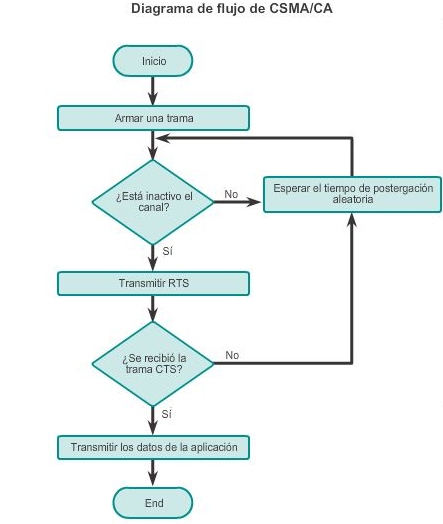 Diagrama de flujo de CSMA/CA
Inicio
Armar una trama
¿Está inactivo el
canal?
No
Esperar el tiempo de postergación
aleatoria
Sí
Transmitir RTS
¿Se recibió la
trama CTS?
No
Sí
Transmitir los datos de la aplicación
End